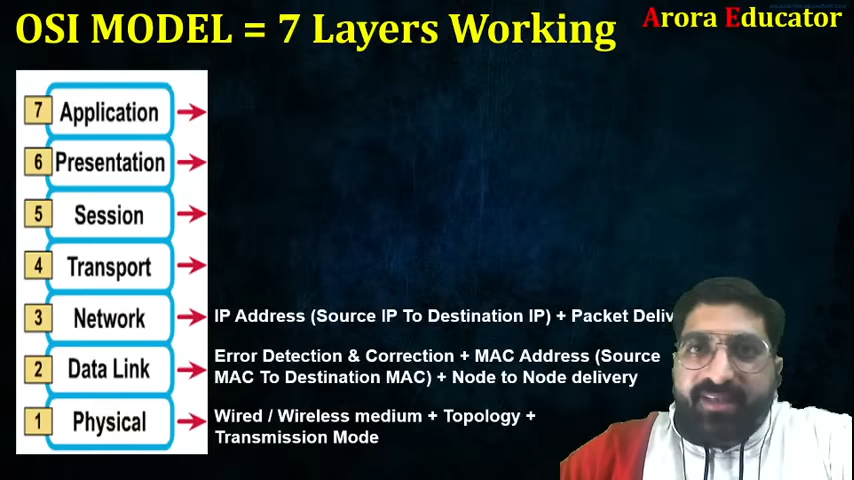 OSI MODEL = 7 Layers Working
Arora Educator
7 Application
6 Presentation
5 Session
4 Transport
3 Network
IP Address (Source IP To Destination IP) + Packet Deliv
2 Data Link
Error Detection & Correction + MAC Address (Source
MAC To Destination MAC) + Node to Node delivery
1 Physical
Wired / Wireless medium + Topology +
Transmission Mode